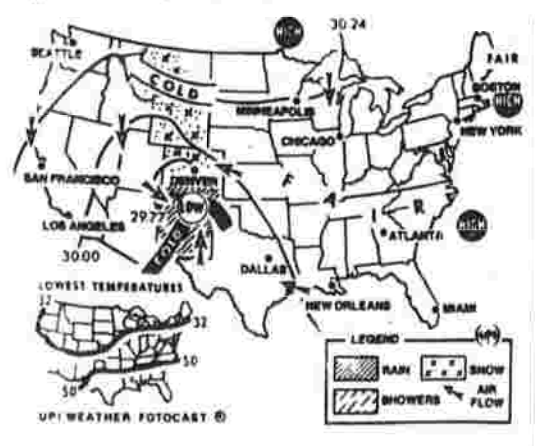 HIGH
30.24
SEATTLE
COLD
FAIR
BOSTON
HIGH
MINNEAPOLIS
NEW YORK
CHICAGO
SAN FRANCISCO
DENVER
FAIR
29.77
LOW
LOS ANGELES
HIGH
COLD
ATLANTA
30.00
DALLAS
LOWEST TEMPERATURES
NEW ORLEANS
MIAMI
32
32
LEGEND
50
RAIN
SNOW
50
AIR
FLOW
SHOWERS
UPI WEATHER FOTOCAST ®